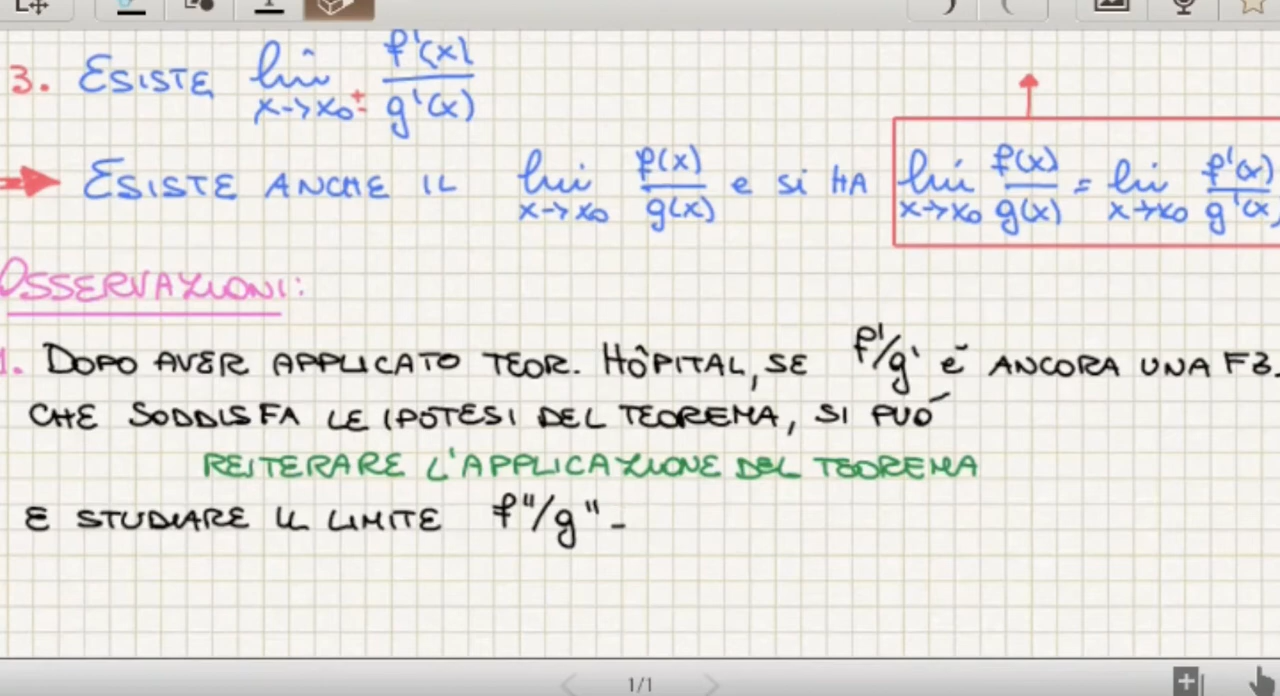 3. ESISTE lim x→x₀± f'(x)/g'(x)
ESISTE ANCHE IL lim x→x₀ f(x)/g(x) e SI HA lim x→x₀ f(x)/g(x) = lim x→x₀ f'(x)/g'(x
OSSERVAZIONI:
1. DOPO AVER APPLICATO TEOR. HÔPITAL, SE f'/g' È ANCORA UNA FZ.
CHE SODDISFA LE IPOTESI DEL TEOREMA, SI PUÓ
REITERARE L'APPLICAZIONE DEL TEOREMA
E STUDIARE IL LIMITE f"/g" -
1/1